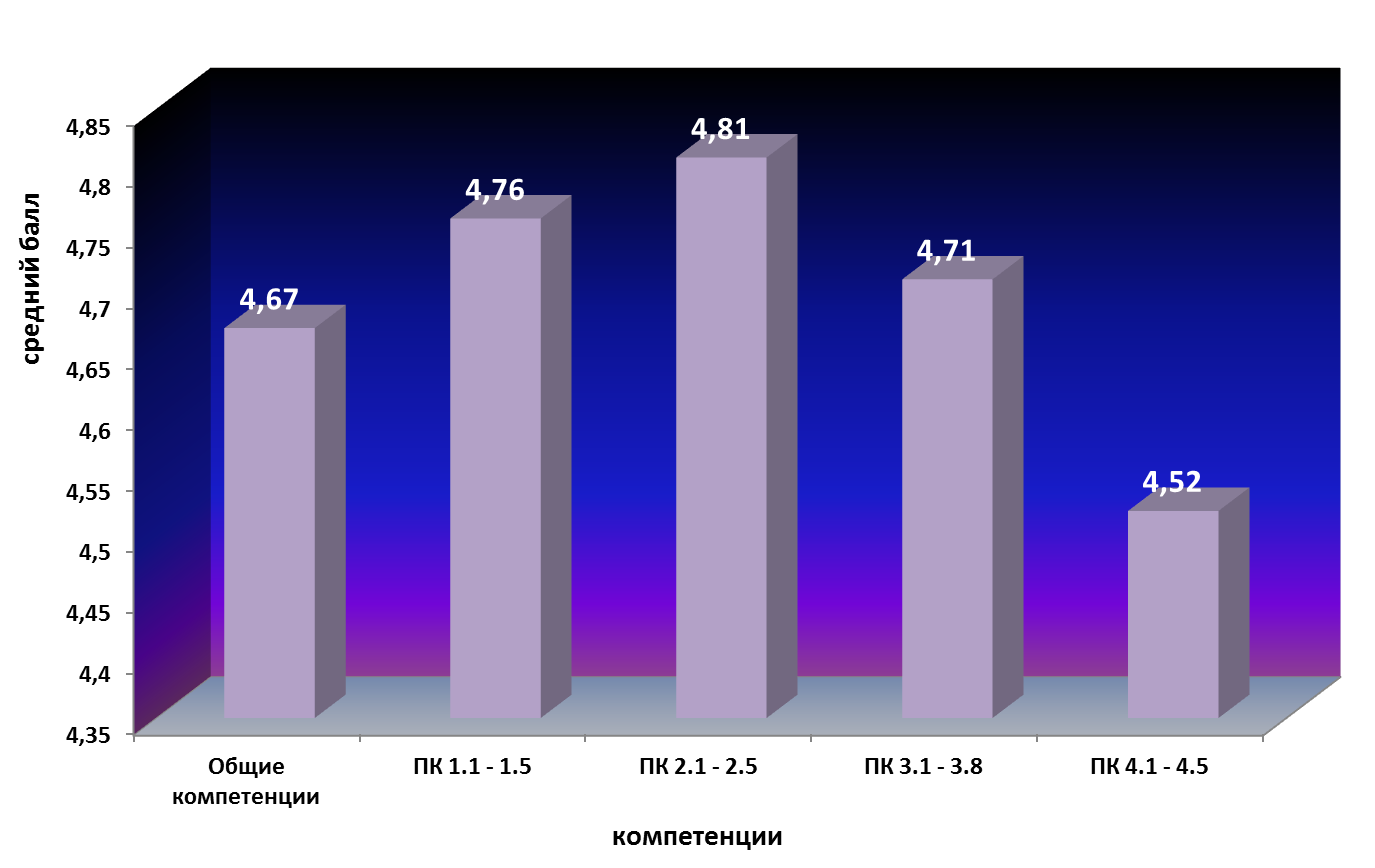 средний балл
4,85
4,8
4,75
4,7
4,65
4,6
4,55
4,5
4,45
4,4
4,35
4,67
4,76
4,81
4,71
4,52
Общие
компетенции
ПК 1.1 - 1.5
ПК 2.1 - 2.5
ПК 3.1 - 3.8
ПК 4.1 - 4.5
компетенции